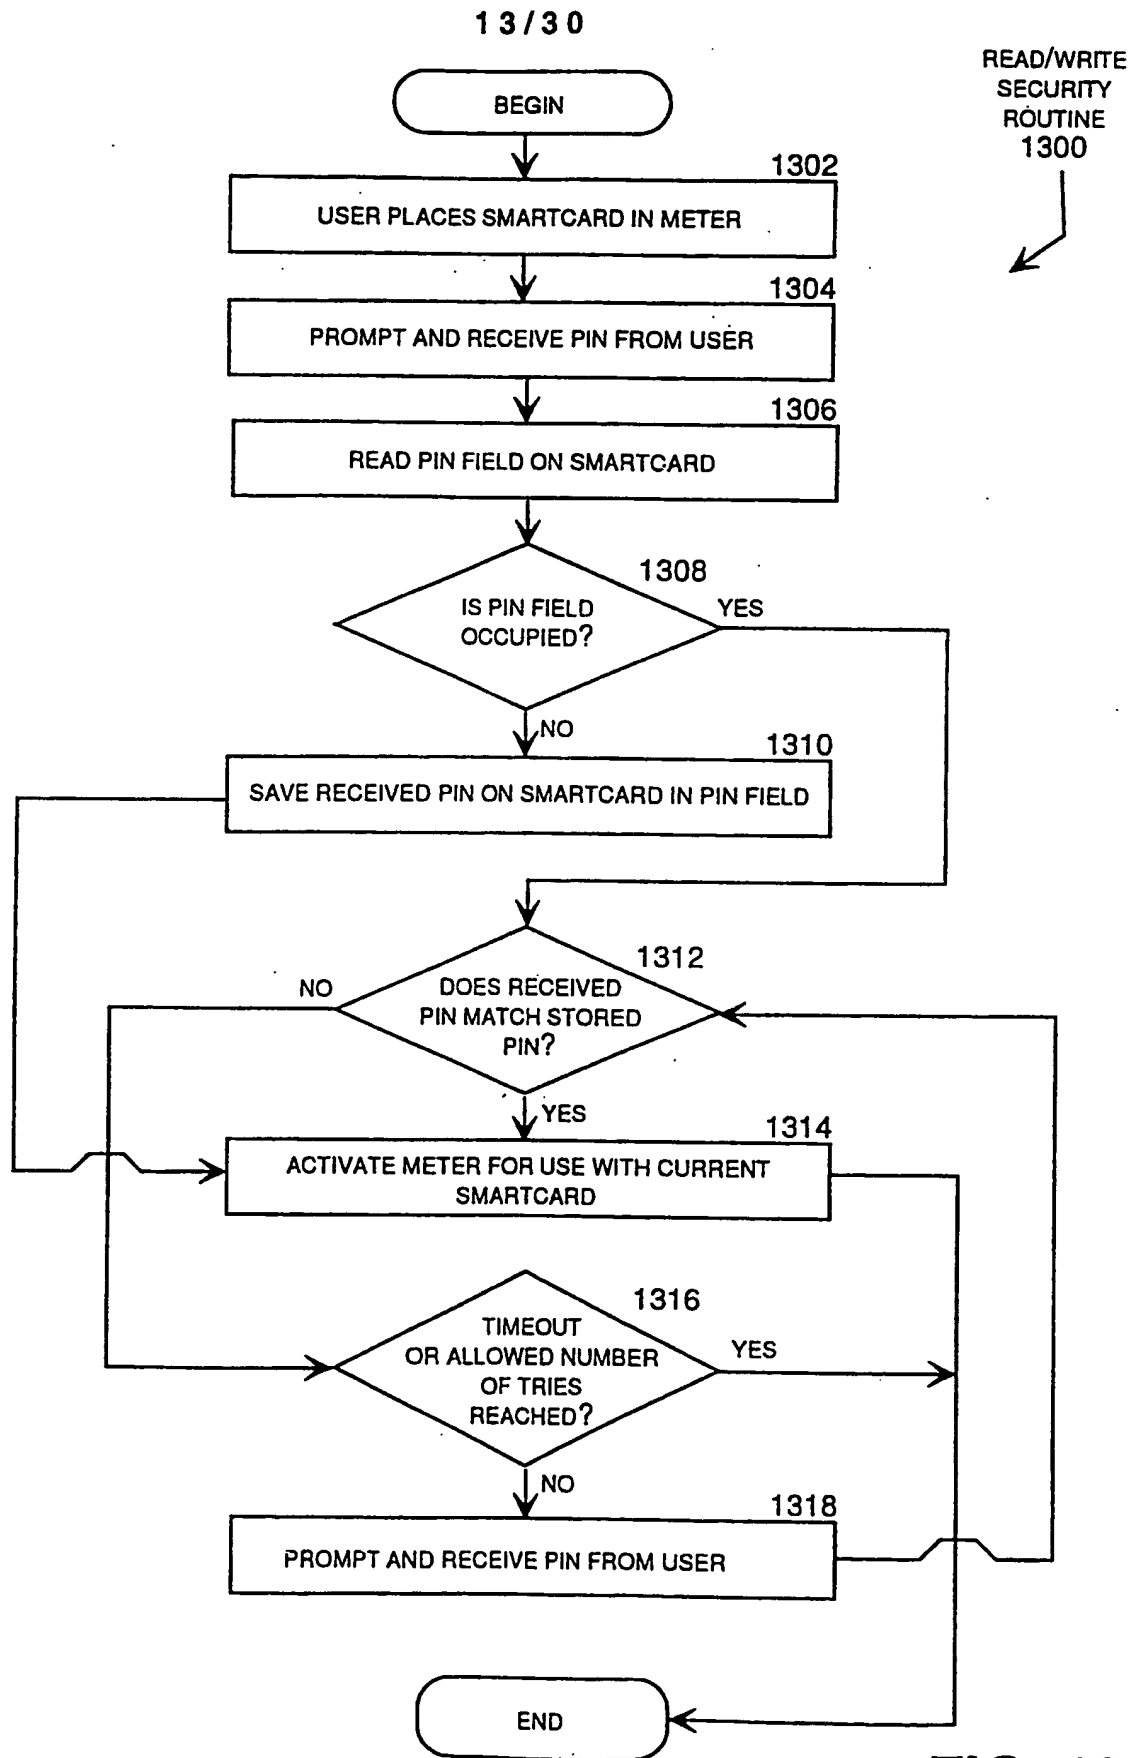 13/30
READ/WRITE
SECURITY
ROUTINE
1300
BEGIN
1302
USER PLACES SMARTCARD IN METER
1304
PROMPT AND RECEIVE PIN FROM USER
1306
READ PIN FIELD ON SMARTCARD
1308
IS PIN FIELD
OCCUPIED?
YES
NO
1310
SAVE RECEIVED PIN ON SMARTCARD IN PIN FIELD
1312
NO
DOES RECEIVED
PIN MATCH STORED
PIN?
YES
1314
ACTIVATE METER FOR USE WITH CURRENT
SMARTCARD
1316
TIMEOUT
OR ALLOWED NUMBER
OF TRIES
REACHED?
YES
NO
1318
PROMPT AND RECEIVE PIN FROM USER
END